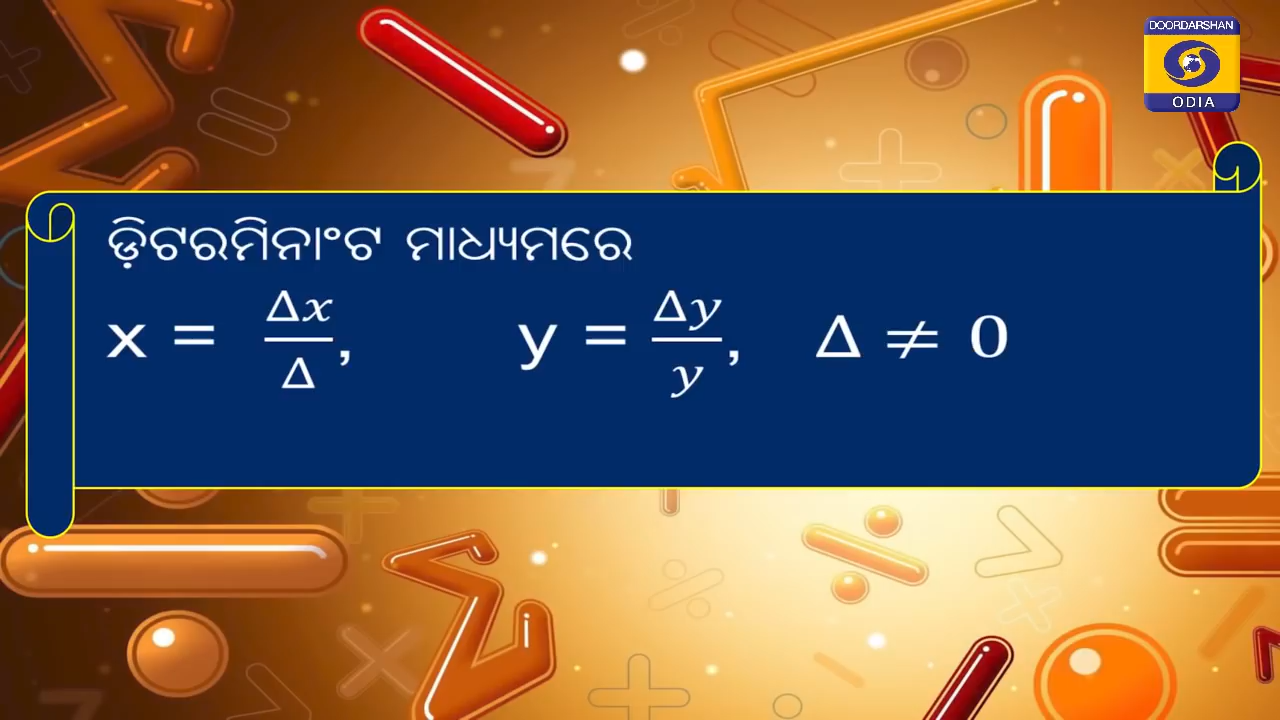 DOORDARSHAN
ODIA
ଡ଼ିଟରମିନାଂଟ ମାଧ୍ୟମରେ
x = Δx/Δ, y = Δy/y, Δ ≠ 0